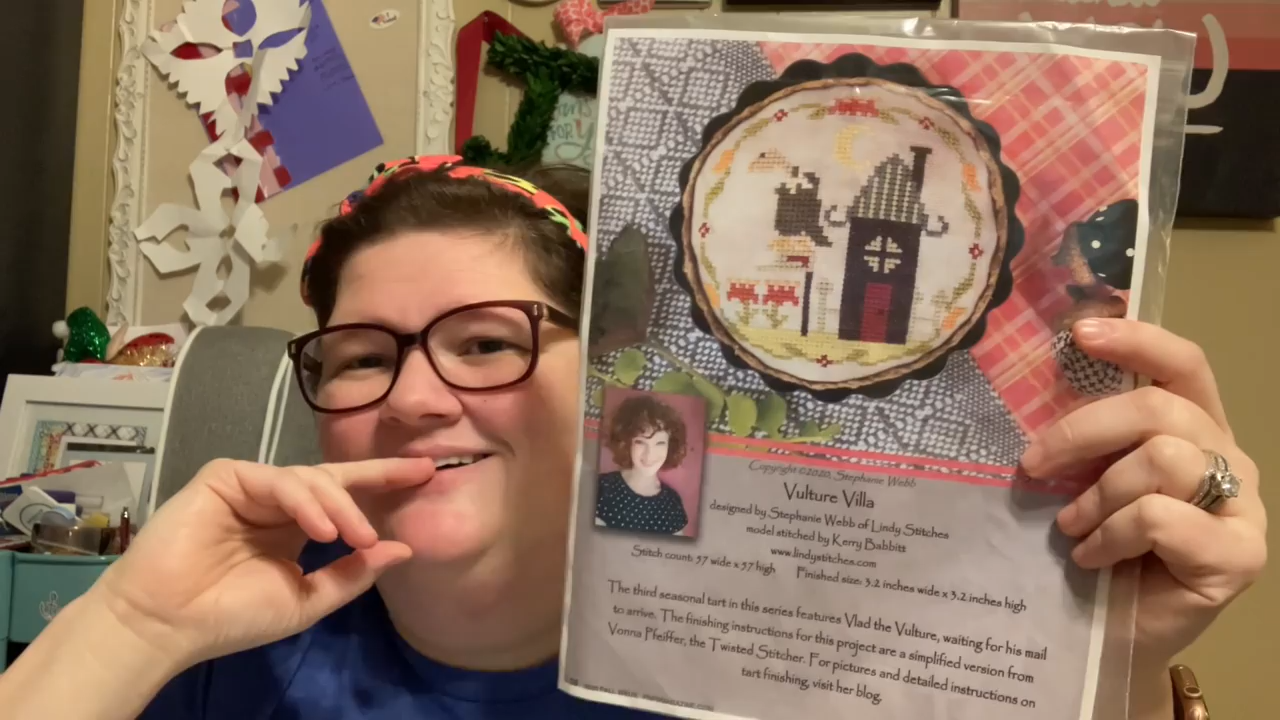 FOR
Copyright ©2020, Stephanie Webb
Vulture Villa
designed by Stephanie Webb of Lindy Stitches
model stitched by Kerry Babbitt
www.lindystitches.com
Stitch count: 57 wide x 57 high Finished size: 3.2 inches wide x 3.2 inches high
The third seasonal tart in this series features Vlad the Vulture, waiting for his mail
to arrive. The finishing instructions for this project are a simplified version from
Vonna Pfeiffer, the Twisted Stitcher. For pictures and detailed instructions on
tart finishing, visit her blog,